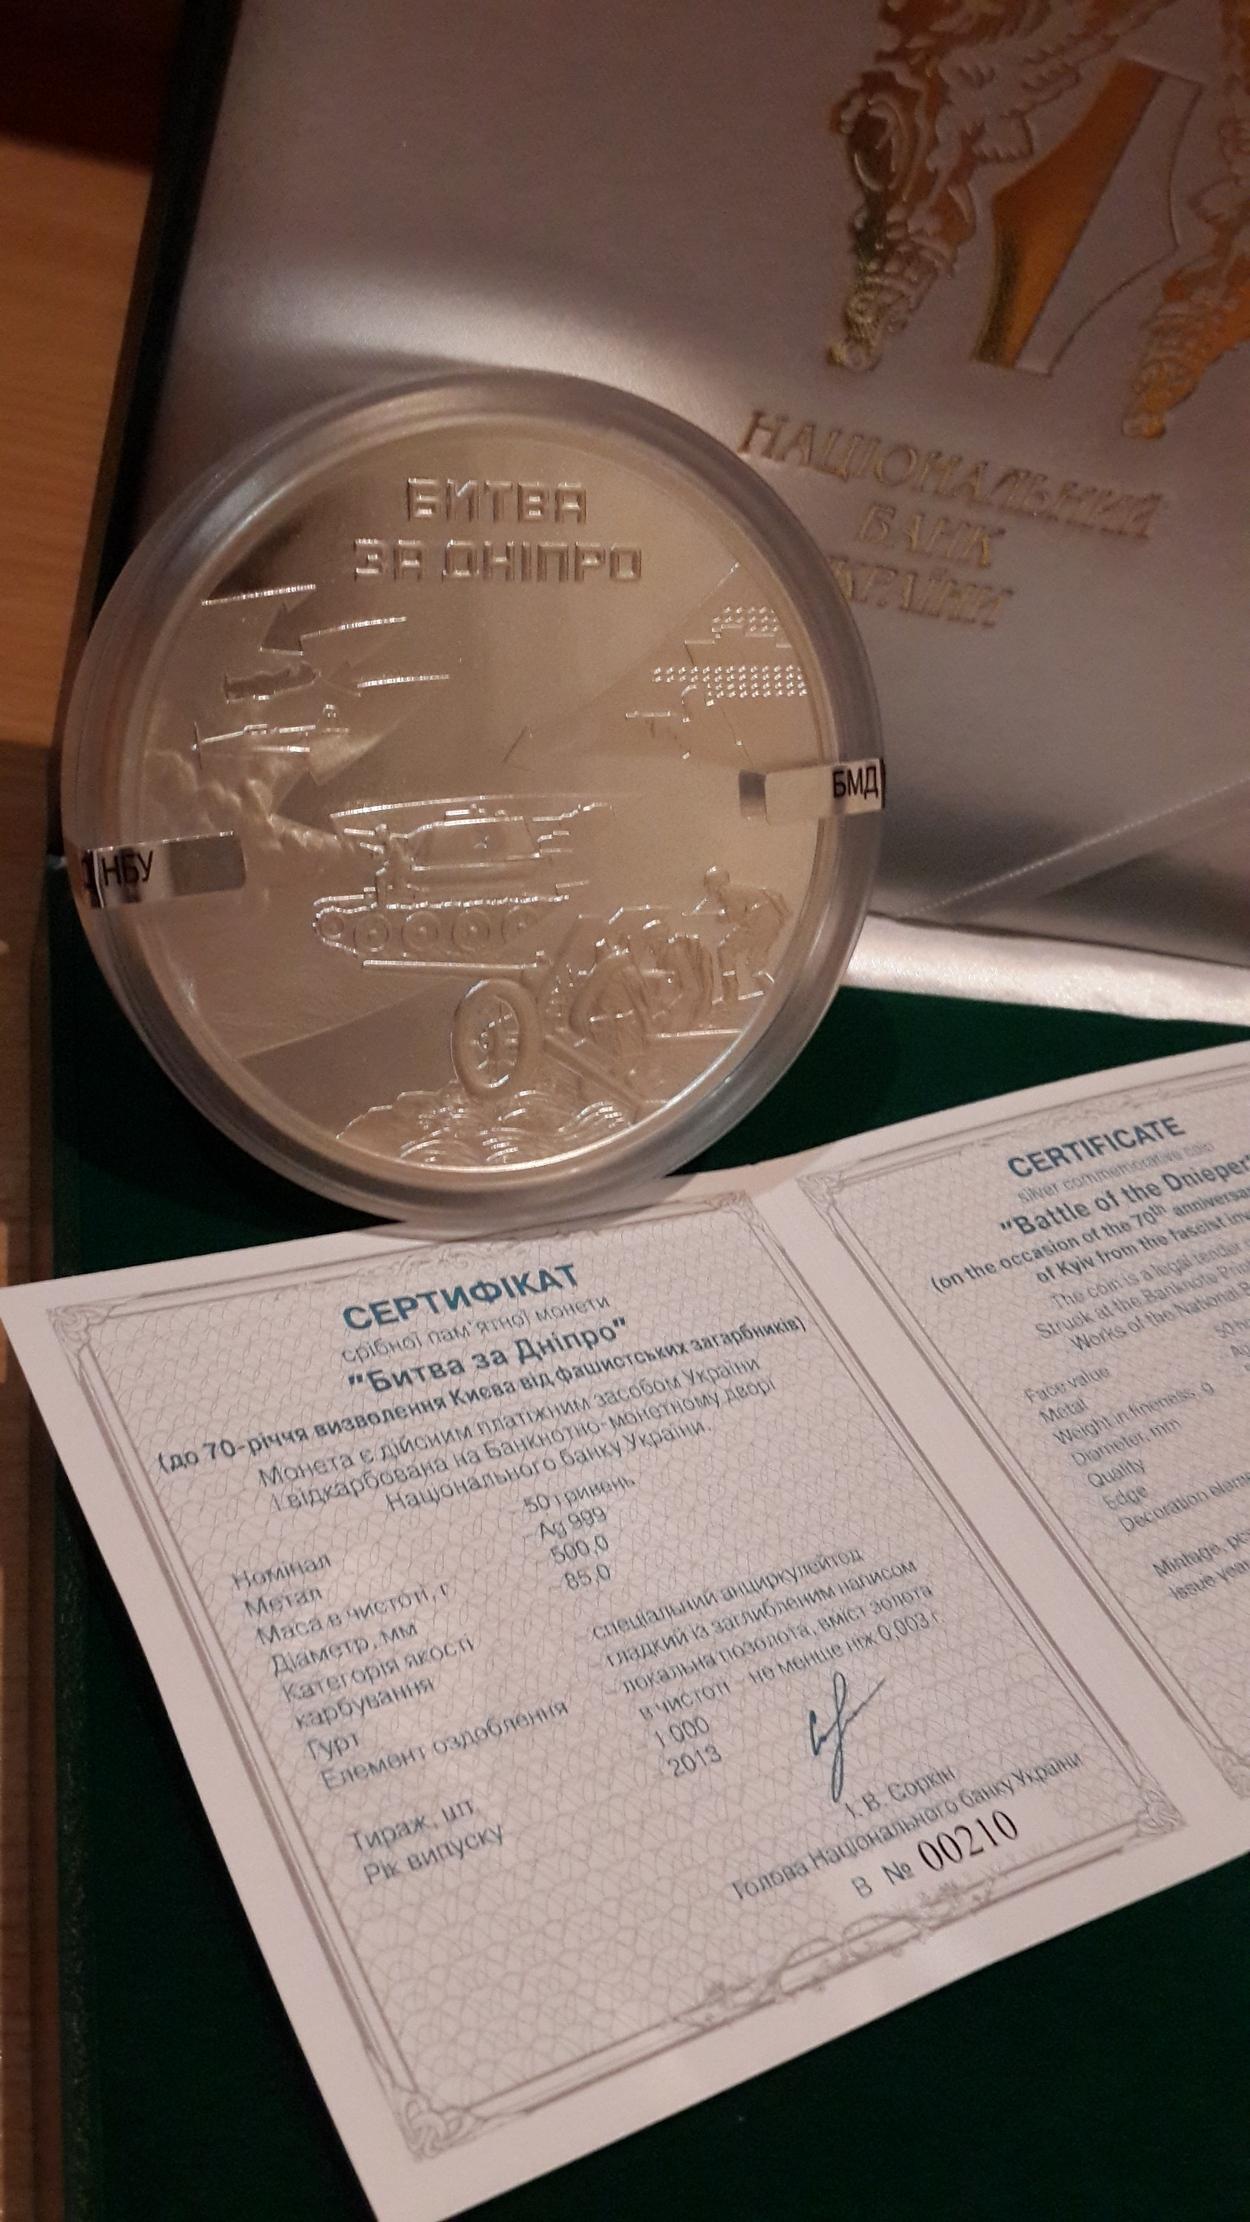 НАЦІОНАЛЬНИЙ
БАНК
УКРАЇНИ
БИТВА
ЗА ДНІПРО
НБУ
БМД
СЕРТИФІКАТ
срібної пам'ятної монети
"Битва за Дніпро"
(до 70-річчя визволення Києва від фашистських загарбників)
Монета є дійсним платіжним засобом України
і відкарбована на Банкнотно-монетному дворі
Національного банку України.
Номінал 50 гривень
Метал Ag 999
Маса в чистоті, г 500,0
Діаметр, мм 85,0
Категорія якості
карбування спеціальний анциркулейтед
Гурт гладкий із заглибленим написом
Елемент оздоблення локальна позолота, вміст золота
в чистоті не менше ніж 0,003 г.
Тираж, шт. 1 000
Рік випуску 2013
І. В. Соркін
Голова Національного банку України
В № 00210
CERTIFICATE
silver commemorative coin
"Battle of the Dnieper"
(on the occasion of the 70th
of Kyiv from the fascist
The coin is a legal tender
Struck at the Banknote
Works of the National
Face value 50
Metal Ag
Weight in fineness, g
Diameter, mm
Quality
Edge
Decoration
Mintage,
Issue year